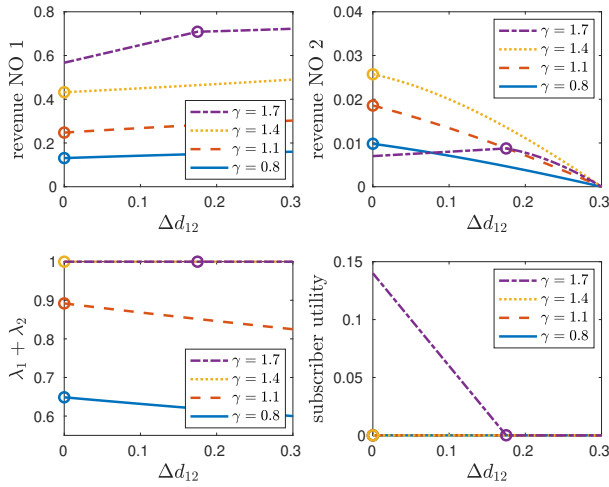 revenue NO 1
0.8
0.6
0.4
0.2
0
γ = 1.7
γ = 1.4
γ = 1.1
γ = 0.8
0 0.1 0.2 0.3
Δd₁₂
revenue NO 2
0.04
0.03
0.02
0.01
0
γ = 1.7
γ = 1.4
γ = 1.1
γ = 0.8
0 0.1 0.2 0.3
Δd₁₂
λ₁ + λ₂
1
0.9
0.8
0.7
0.6
γ = 1.7
γ = 1.4
γ = 1.1
γ = 0.8
0 0.1 0.2 0.3
Δd₁₂
subscriber utility
0.15
0.1
0.05
0
γ = 1.7
γ = 1.4
γ = 1.1
γ = 0.8
0 0.1 0.2 0.3
Δd₁₂